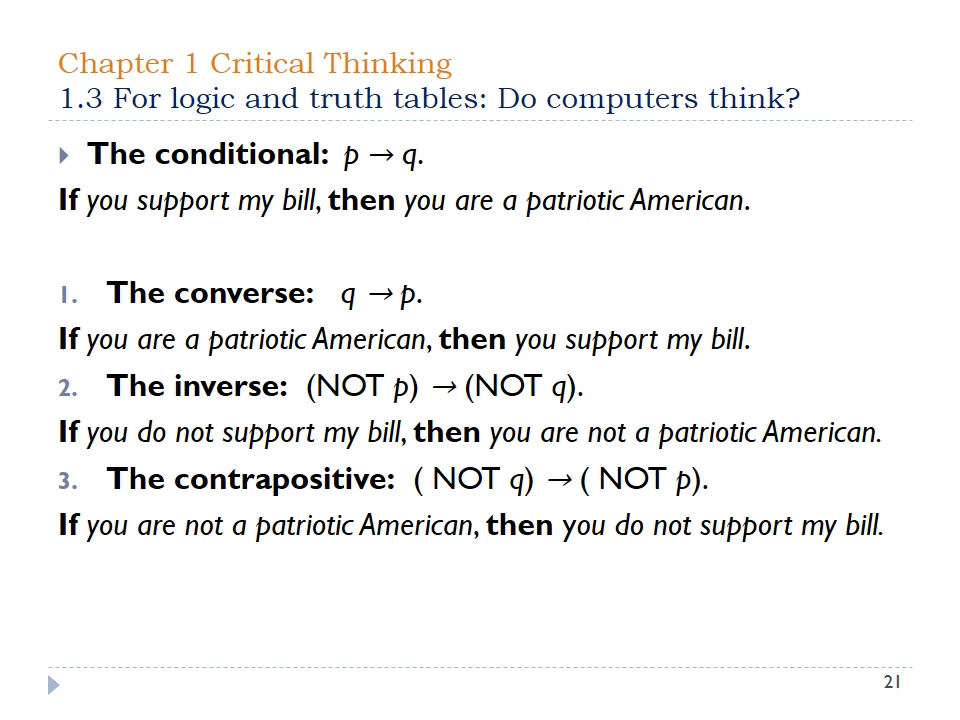 Chapter 1 Critical Thinking
1.3 For logic and truth tables: Do computers think?
The conditional: p → q.
If you support my bill, then you are a patriotic American.
1. The converse: q → p.
If you are a patriotic American, then you support my bill.
2. The inverse: (NOT p) → (NOT q).
If you do not support my bill, then you are not a patriotic American.
3. The contrapositive: ( NOT q) → ( NOT p).
If you are not a patriotic American, then you do not support my bill.
21